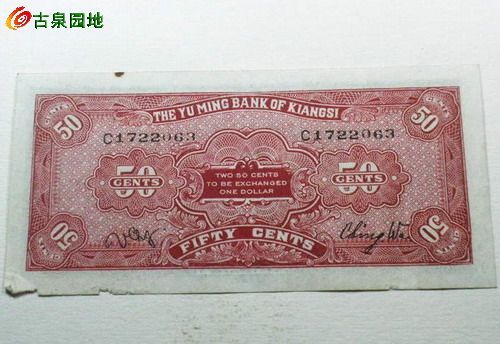 古泉园地
50 CENTS
50 CENTS
THE YU MING BANK OF KIANGSI
C1722063
C1722063
50 CENTS
TWO 50 CENTS
TO BE EXCHANGED
ONE DOLLAR
50 CENTS
50 CENTS
FIFTY CENTS
50 CENTS